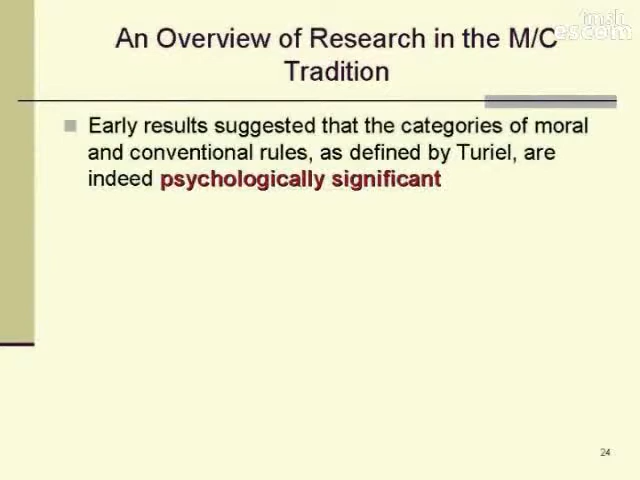 An Overview of Research in the M/C
Tradition
Early results suggested that the categories of moral
and conventional rules, as defined by Turiel, are
indeed psychologically significant
24